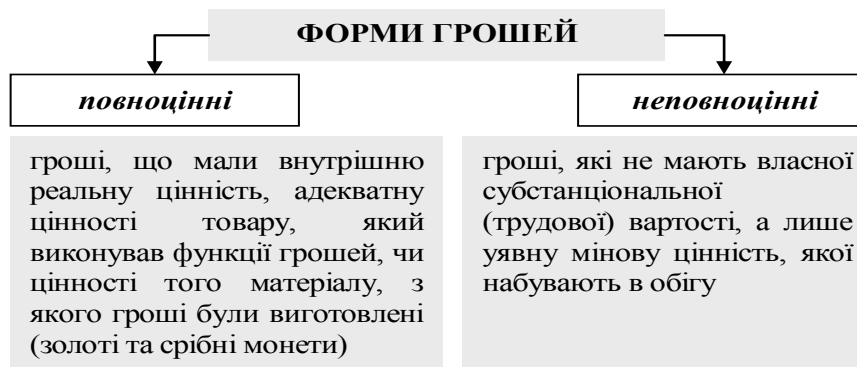 ФОРМИ ГРОШЕЙ
повноцінні
неповноцінні
гроші, що мали внутрішню
реальну цінність, адекватну
цінності товару, який
виконував функції грошей, чи
цінності того матеріалу, з
якого гроші були виготовлені
(золоті та срібні монети)
гроші, які не мають власної
субстанціональної
(трудової) вартості, а лише
уявну мінову цінність, якої
набувають в обігу